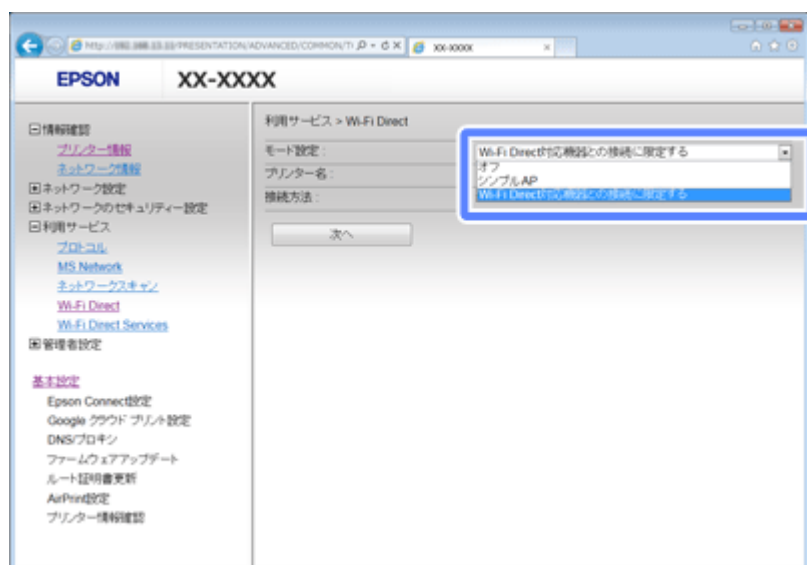 XX-XXXX
EPSON XX-XXXX
利用サービス > Wi-Fi Direct
モード設定 :
プリンター名 :
接続方法 :
Wi-Fi Direct対応機器との接続に限定する
オフ
シンプルAP
Wi-Fi Direct対応機器との接続に限定する
次へ
情報確認
プリンター情報
ネットワーク情報
ネットワーク設定
ネットワークのセキュリティー設定
利用サービス
プロトコル
MS Network
ネットワークスキャン
Wi-Fi Direct
Wi-Fi Direct Services
管理者設定
基本設定
Epson Connect設定
Google クラウド プリント設定
DNS/プロキシ
ファームウェアアップデート
ルート証明書更新
AirPrint設定
プリンター情報確認